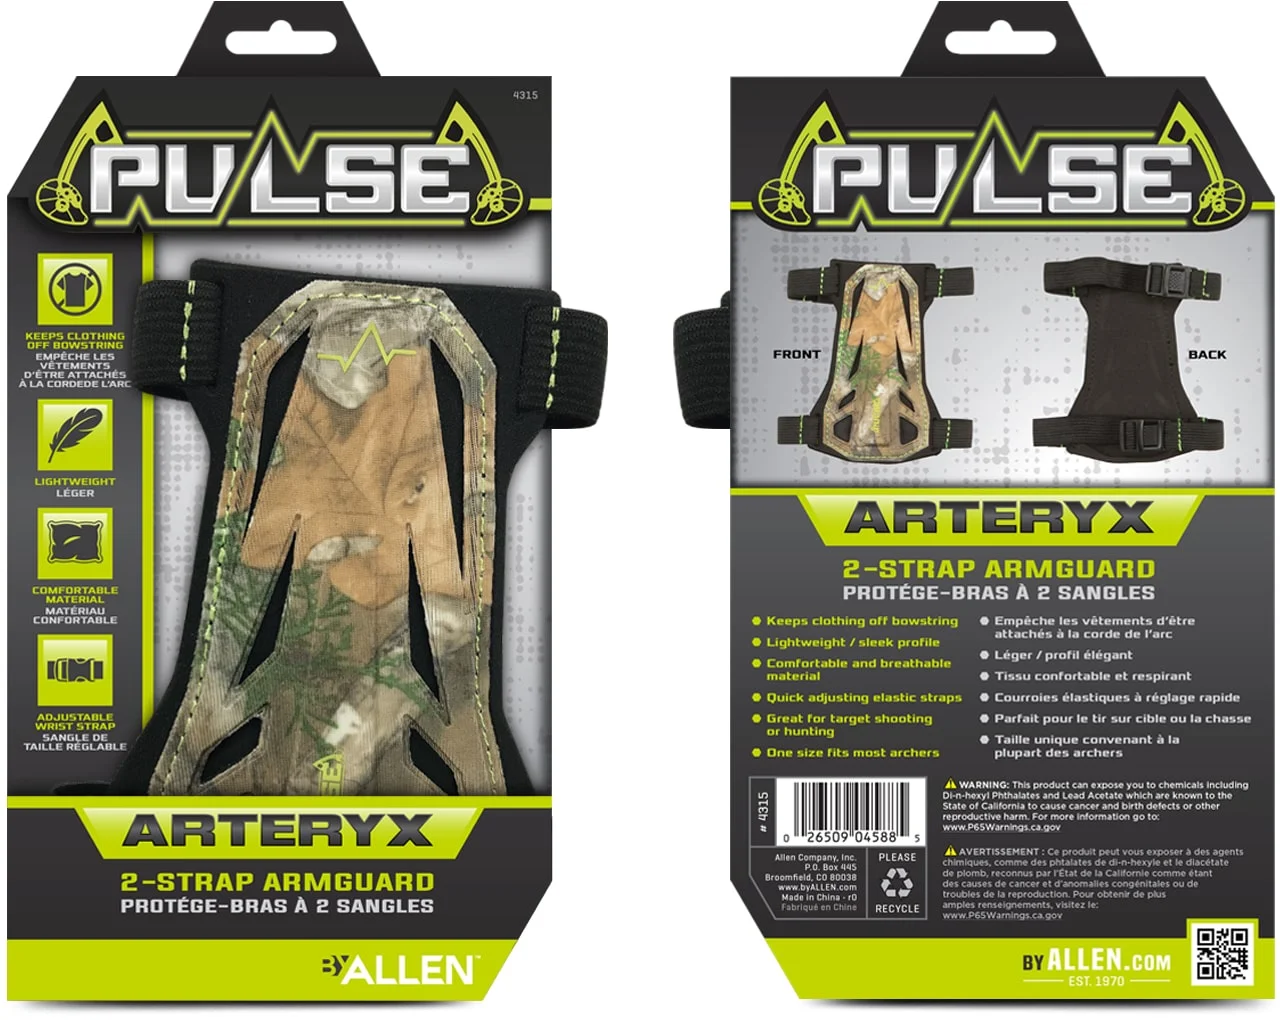 4315
PULSE
KEEPS CLOTHING
OFF BOWSTRING
EMPÊCHE LES
VÊTEMENTS
D'ÊTRE ATTACHÉS
À LA CORDEDE L'ARC
LIGHTWEIGHT
LÉGER
COMFORTABLE
MATERIAL
MATÉRIAU
CONFORTABLE
ADJUSTABLE
WRIST STRAP
SANGLE DE
TAILLE RÉGLABLE
ARTERYX
2-STRAP ARMGUARD
PROTÉGE-BRAS À 2 SANGLES
BY ALLEN™
PULSE
FRONT
BACK
ARTERYX
2-STRAP ARMGUARD
PROTÉGE-BRAS À 2 SANGLES
Keeps clothing off bowstring
Lightweight / sleek profile
Comfortable and breathable
material
Quick adjusting elastic straps
Great for target shooting
or hunting
One size fits most archers
Empêche les vêtements d'être
attachés à la corde de l'arc
Léger / profil élégant
Tissu confortable et respirant
Courroies élastiques à réglage rapide
Parfait pour le tir sur cible ou la chasse
Taille unique convenant à la
plupart des archers
# 4315
0 26509 04588 5
Allen Company, Inc.
P.O. Box 445
Broomfield, CO 80038
www.byALLEN.com
Made in China - r0
Fabriqué en Chine
PLEASE
RECYCLE
WARNING: This product can expose you to chemicals including
Di-n-hexyl Phthalates and Lead Acetate which are known to the
State of California to cause cancer and birth defects or other
reproductive harm. For more information go to:
www.P65Warnings.ca.gov
AVERTISSEMENT : Ce produit peut vous exposer à des agents
chimiques, comme des phtalates de di-n-hexyle et le diacétate
de plomb, reconnus par l'État de la Californie comme étant
des causes de cancer et d'anomalies congénitales ou de
troubles de la reproduction. Pour obtenir de plus
amples renseignements, visitez le:
www.P65Warnings.ca.gov
BY ALLEN.COM
EST. 1970